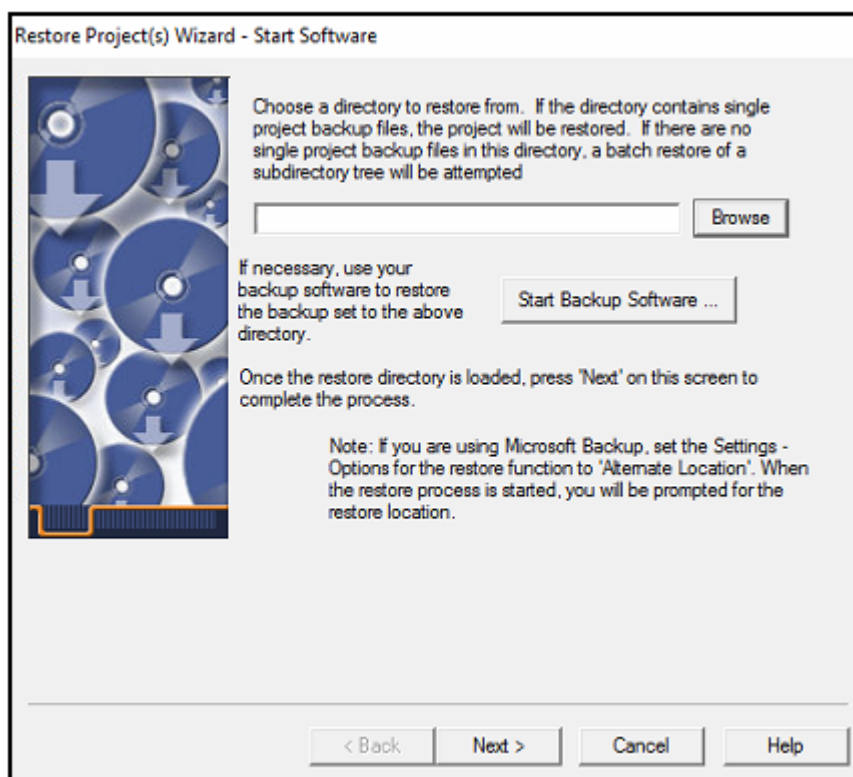 Restore Project(s) Wizard - Start Software
Choose a directory to restore from. If the directory contains single
project backup files, the project will be restored. If there are no
single project backup files in this directory, a batch restore of a
subdirectory tree will be attempted
Browse
If necessary, use your
backup software to restore
the backup set to the above
directory.
Start Backup Software ...
Once the restore directory is loaded, press 'Next' on this screen to
complete the process.
Note: If you are using Microsoft Backup, set the Settings -
Options for the restore function to 'Alternate Location'. When
the restore process is started, you will be prompted for the
restore location.
< Back
Next >
Cancel
Help